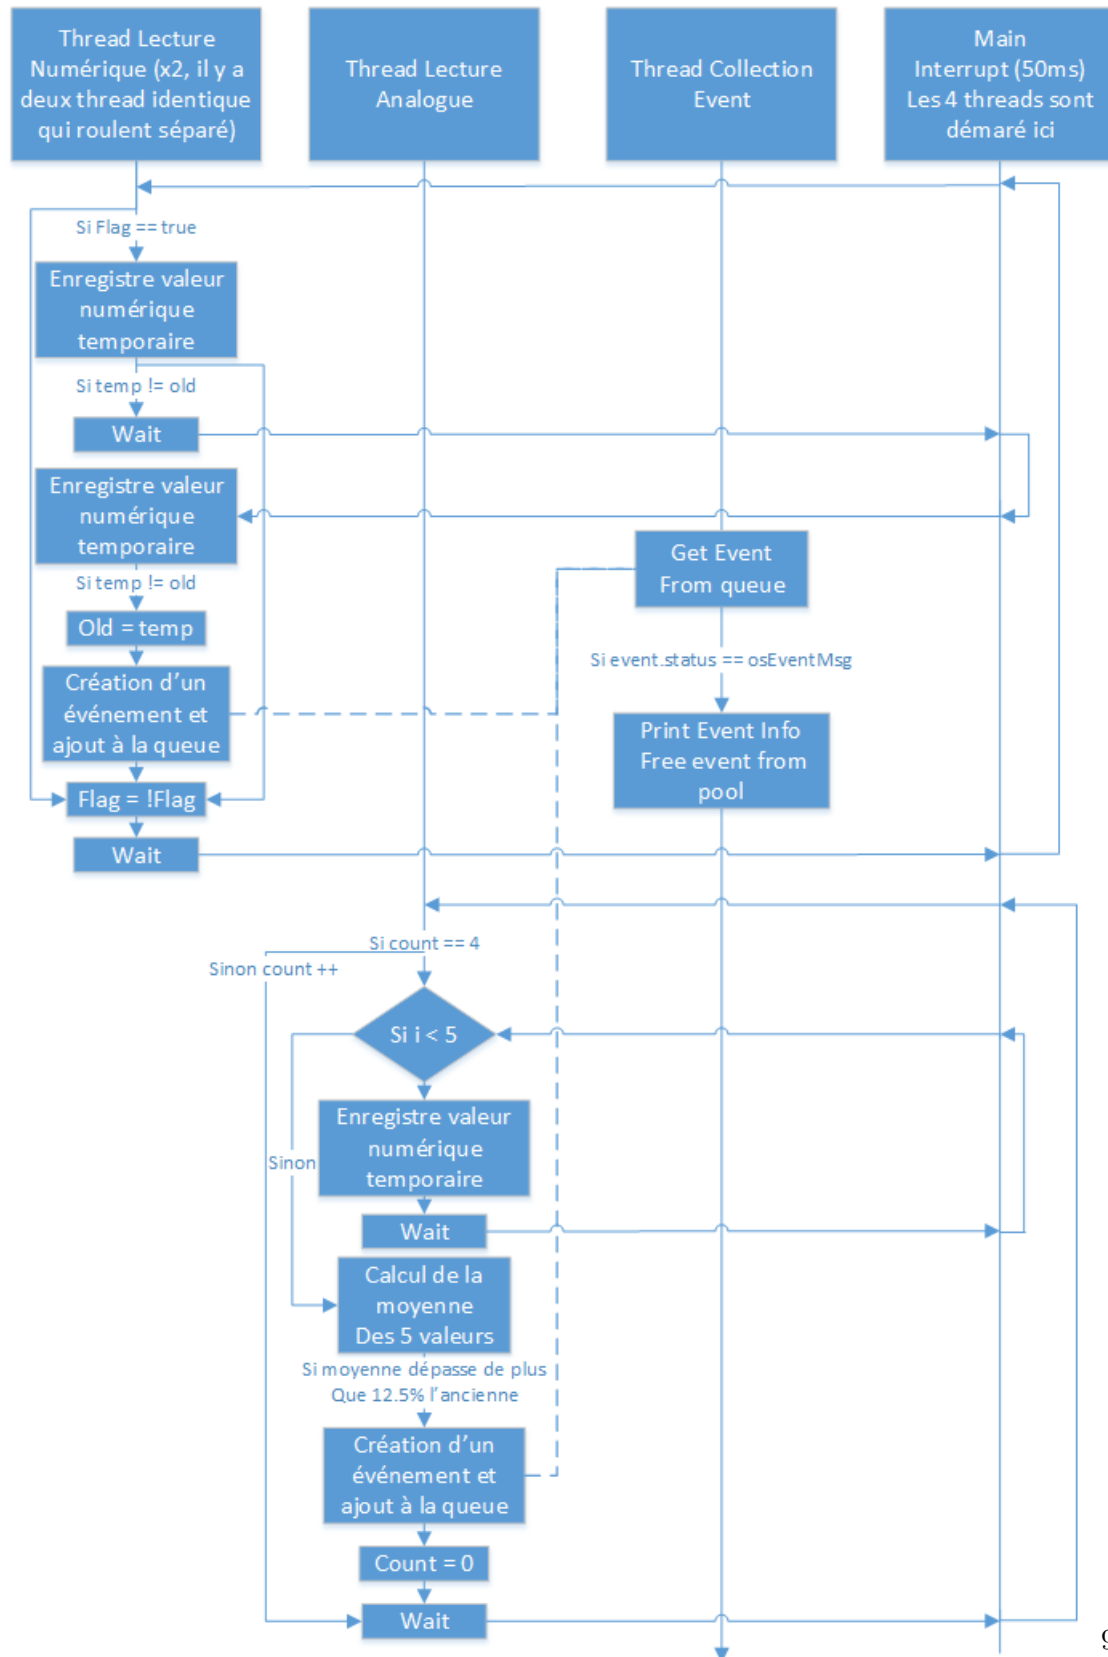 Thread Lecture
Numérique (x2, il y a
deux thread identique
qui roulent séparé)
Thread Lecture
Analogue
Thread Collection
Event
Main
Interrupt (50ms)
Les 4 threads sont
démaré ici
Si Flag == true
Enregistre valeur
numérique
temporaire
Si temp != old
Wait
Enregistre valeur
numérique
temporaire
Si temp != old
Old = temp
Création d'un
événement et
ajout à la queue
Flag = !Flag
Wait
Get Event
From queue
Si event.status == osEventMsg
Print Event Info
Free event from
pool
Si count == 4
Sinon count ++
Si i < 5
Enregistre valeur
numérique
temporaire
Sinon
Wait
Calcul de la
moyenne
Des 5 valeurs
Si moyenne dépasse de plus
Que 12.5% l'ancienne
Création d'un
événement et
ajout à la queue
Count = 0
Wait
9